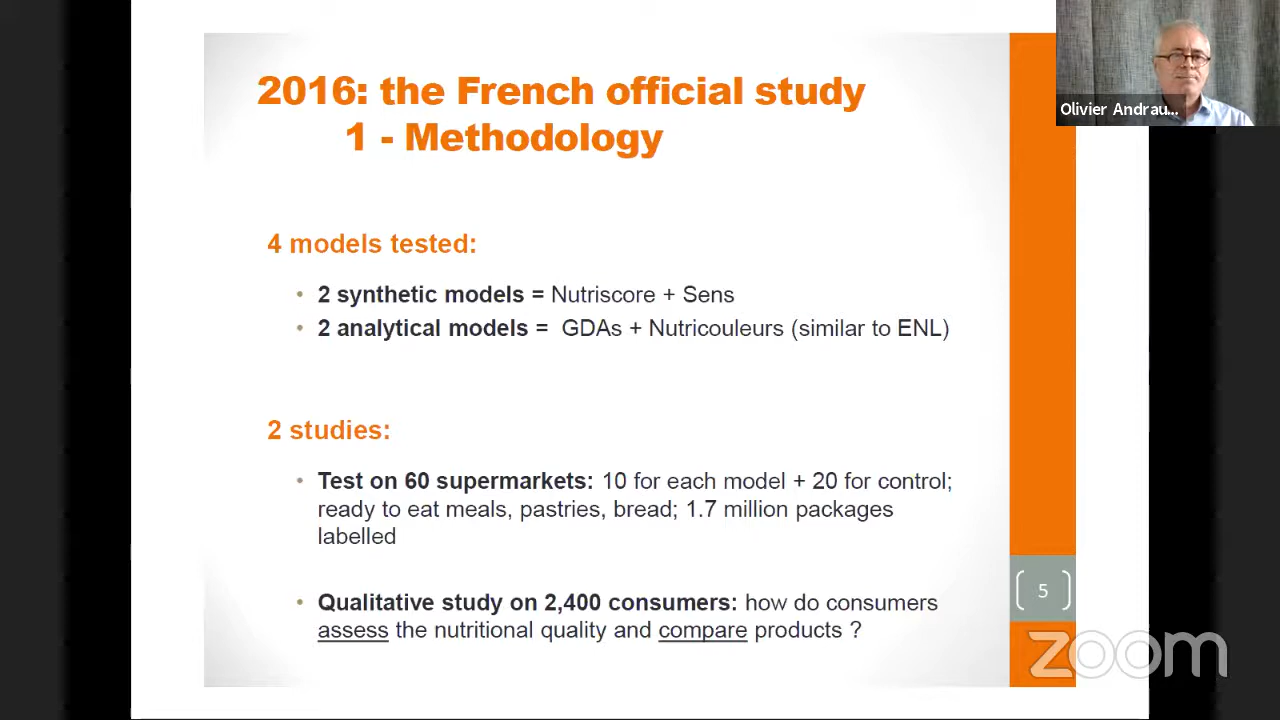 2016: the French official study
1 - Methodology
Olivier Andrau...
4 models tested:
• 2 synthetic models = Nutriscore + Sens
• 2 analytical models = GDAs + Nutricouleurs (similar to ENL)
2 studies:
• Test on 60 supermarkets: 10 for each model + 20 for control;
ready to eat meals, pastries, bread; 1.7 million packages
labelled
• Qualitative study on 2,400 consumers: how do consumers
assess the nutritional quality and compare products ?
5
zoom